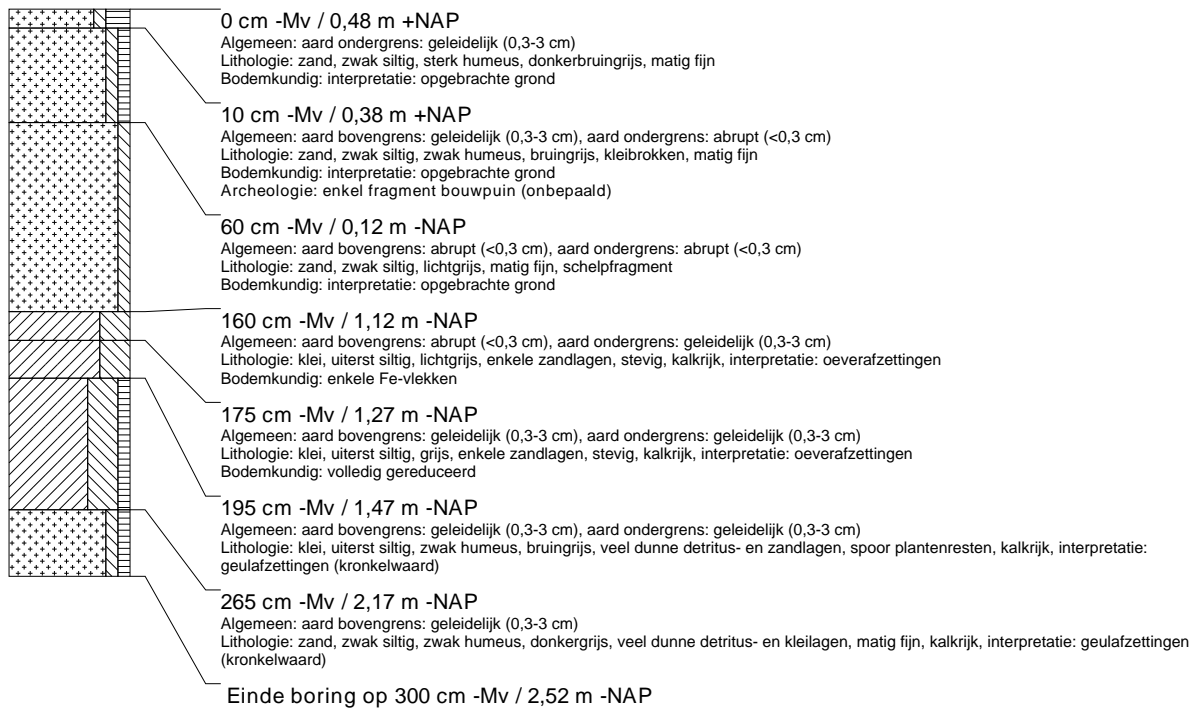 0 cm -Mv / 0,48 m +NAP
Algemeen: aard ondergrens: geleidelijk (0,3-3 cm)
Lithologie: zand, zwak siltig, sterk humeus, donkerbruingrijs, matig fijn
Bodemkundig: interpretatie: opgebrachte grond
10 cm -Mv / 0,38 m +NAP
Algemeen: aard bovengrens: geleidelijk (0,3-3 cm), aard ondergrens: abrupt (<0,3 cm)
Lithologie: zand, zwak siltig, zwak humeus, bruingrijs, kleibrokken, matig fijn
Bodemkundig: interpretatie: opgebrachte grond
Archeologie: enkel fragment bouwpuin (onbepaald)
60 cm -Mv / 0,12 m -NAP
Algemeen: aard bovengrens: abrupt (<0,3 cm), aard ondergrens: abrupt (<0,3 cm)
Lithologie: zand, zwak siltig, lichtgrijs, matig fijn, schelpfragment
Bodemkundig: interpretatie: opgebrachte grond
160 cm -Mv / 1,12 m -NAP
Algemeen: aard bovengrens: abrupt (<0,3 cm), aard ondergrens: geleidelijk (0,3-3 cm)
Lithologie: klei, uiterst siltig, lichtgrijs, enkele zandlagen, stevig, kalkrijk, interpretatie: oeverafzettingen
Bodemkundig: enkele Fe-vlekken
175 cm -Mv / 1,27 m -NAP
Algemeen: aard bovengrens: geleidelijk (0,3-3 cm), aard ondergrens: geleidelijk (0,3-3 cm)
Lithologie: klei, uiterst siltig, grijs, enkele zandlagen, stevig, kalkrijk, interpretatie: oeverafzettingen
Bodemkundig: volledig gereduceerd
195 cm -Mv / 1,47 m -NAP
Algemeen: aard bovengrens: geleidelijk (0,3-3 cm), aard ondergrens: geleidelijk (0,3-3 cm)
Lithologie: klei, uiterst siltig, zwak humeus, bruingrijs, veel dunne detritus- en zandlagen, spoor plantenresten, kalkrijk, interpretatie:
geulafzettingen (kronkelwaard)
265 cm -Mv / 2,17 m -NAP
Algemeen: aard bovengrens: geleidelijk (0,3-3 cm)
Lithologie: zand, zwak siltig, zwak humeus, donkergrijs, veel dunne detritus- en kleilagen, matig fijn, kalkrijk, interpretatie: geulafzettingen
(kronkelwaard)
Einde boring op 300 cm -Mv / 2,52 m -NAP